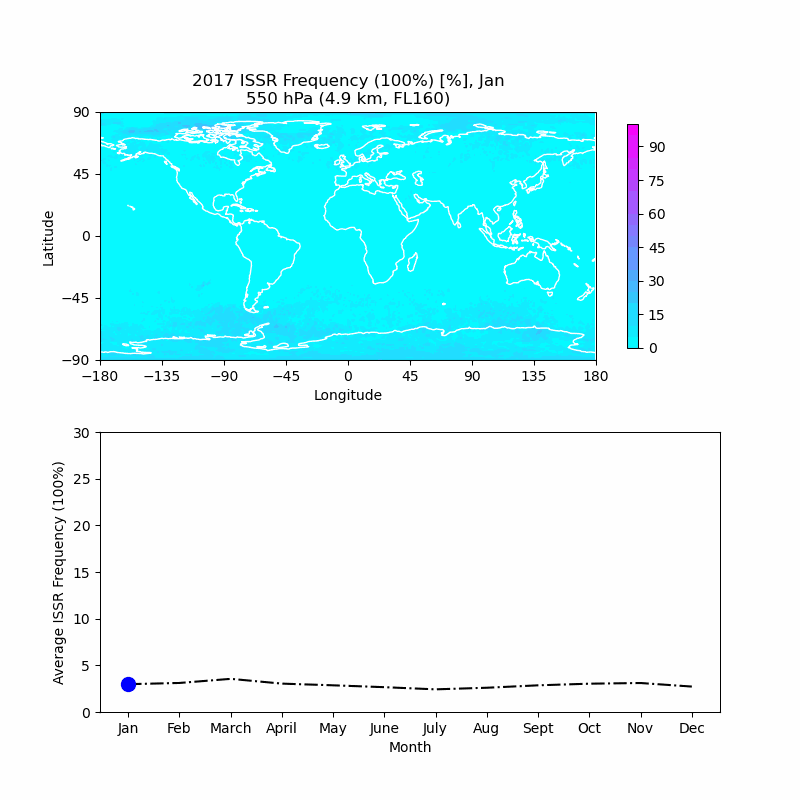 2017 ISSR Frequency (100%) [%], Jan
550 hPa (4.9 km, FL160)
90
45
0
−45
−90
Latitude
−180 −135 −90 −45 0 45 90 135 180
Longitude
90
75
60
45
30
15
0
30
25
20
15
10
5
0
Average ISSR Frequency (100%)
Jan Feb March April May June July Aug Sept Oct Nov Dec
Month